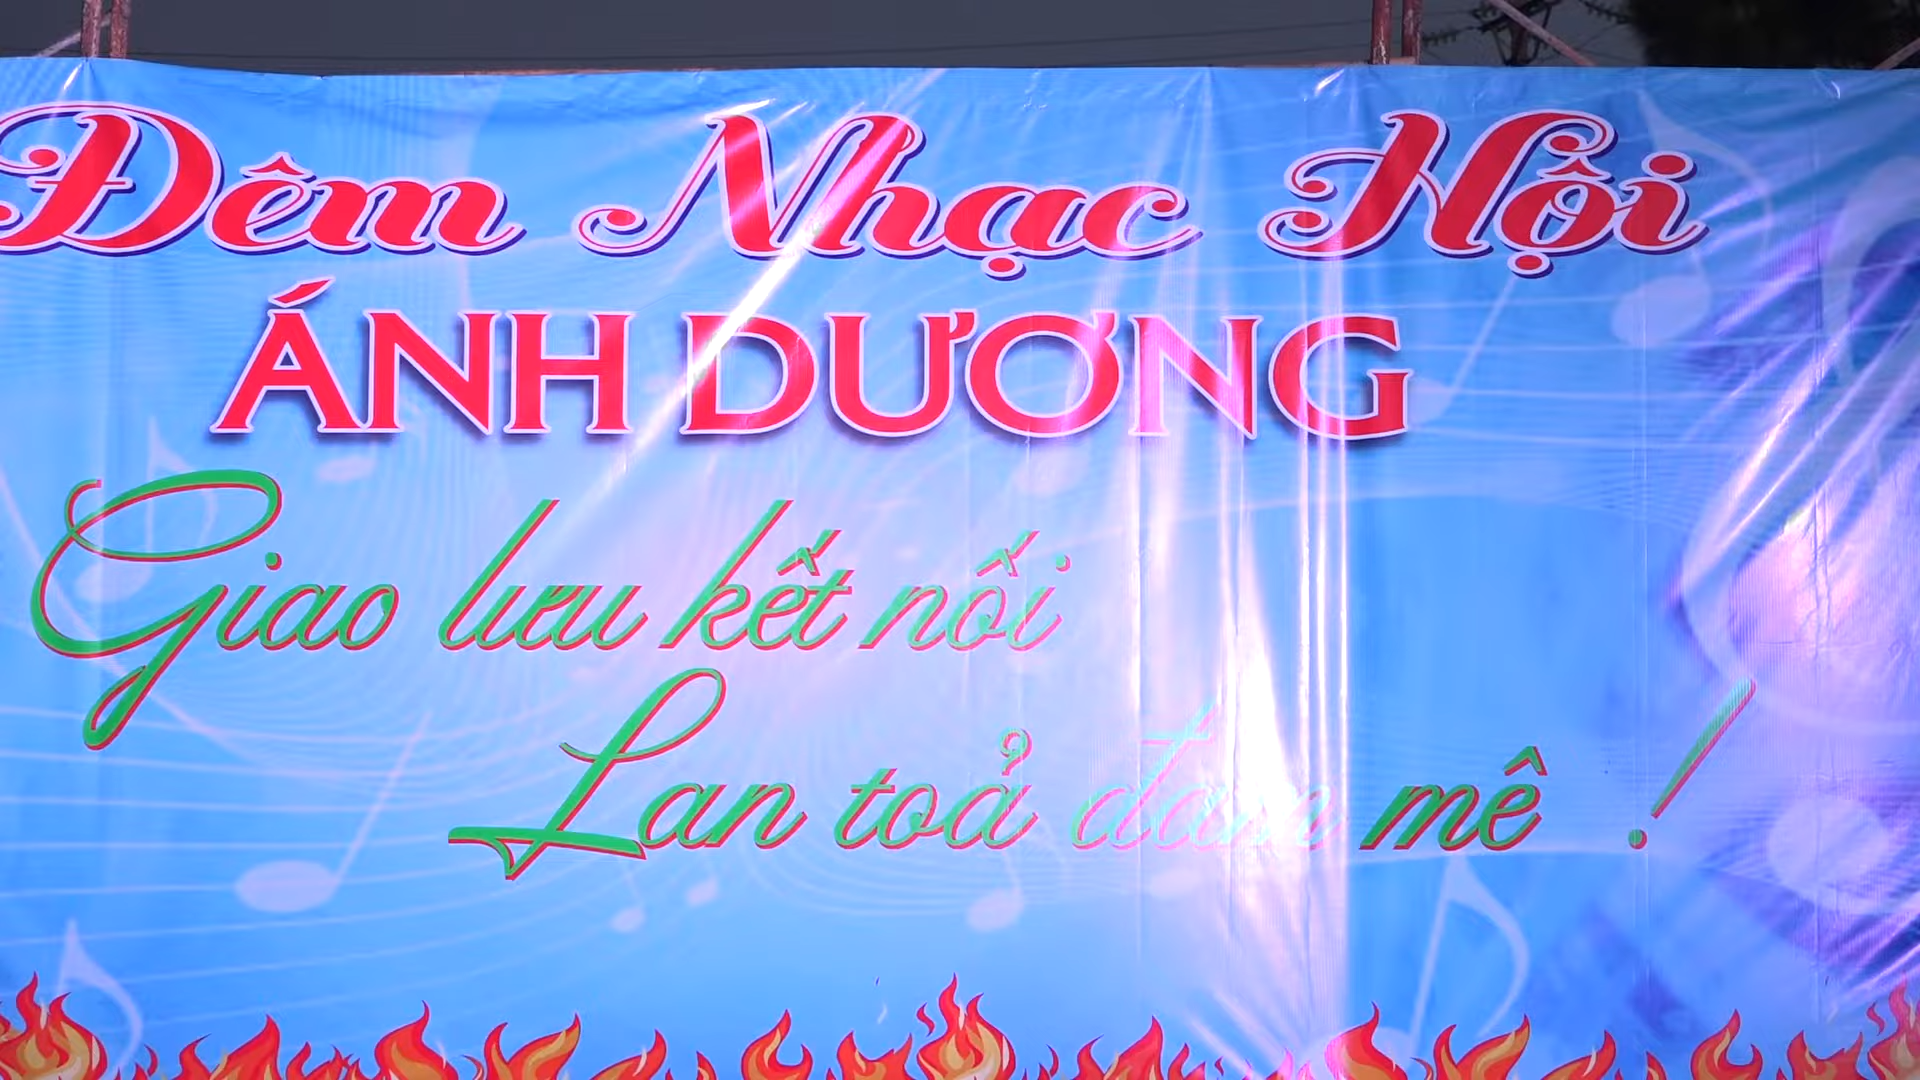 Đêm Nhạc Hội
ÁNH DƯƠNG
Giao lưu kết nối
Lan toả đam mê !